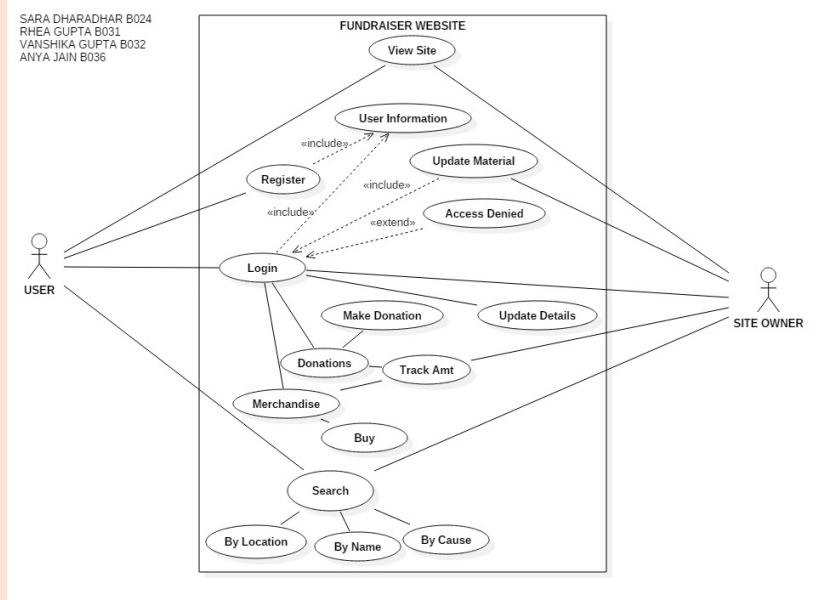 SARA DHARADHAR B024
RHEA GUPTA B031
VANSHIKA GUPTA B032
ANYA JAIN B036
FUNDRAISER WEBSITE
View Site
User Information
«include»
Update Material
Register
«include»
«include»
Access Denied
«extend»
Login
USER
SITE OWNER
Make Donation
Update Details
Donations
Track Amt
Merchandise
Buy
Search
By Location
By Name
By Cause